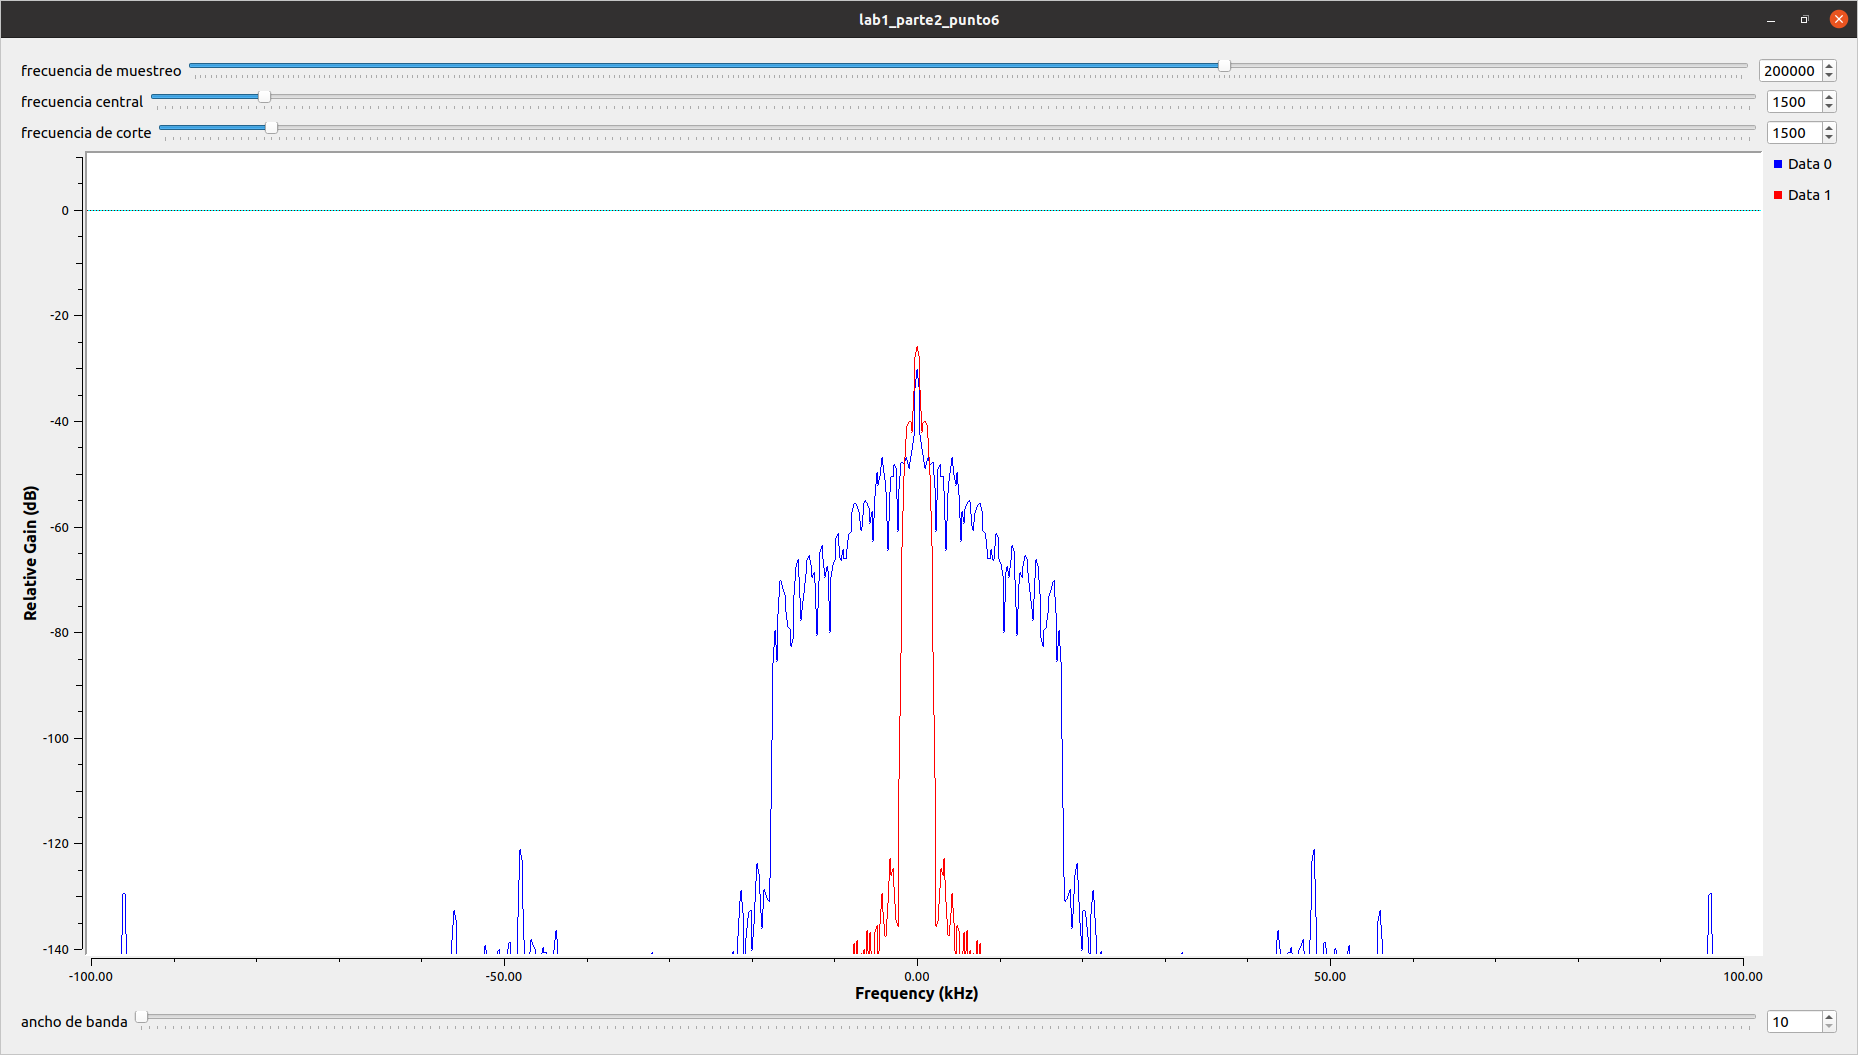 lab1_parte2_punto6
frecuencia de muestreo 200000
frecuencia central 1500
frecuencia de corte 1500
Data 0
Data 1
0
-20
-40
-60
-80
-100
-120
-140
Relative Gain (dB)
-100.00 -50.00 0.00 50.00 100.00
Frequency (kHz)
ancho de banda 10